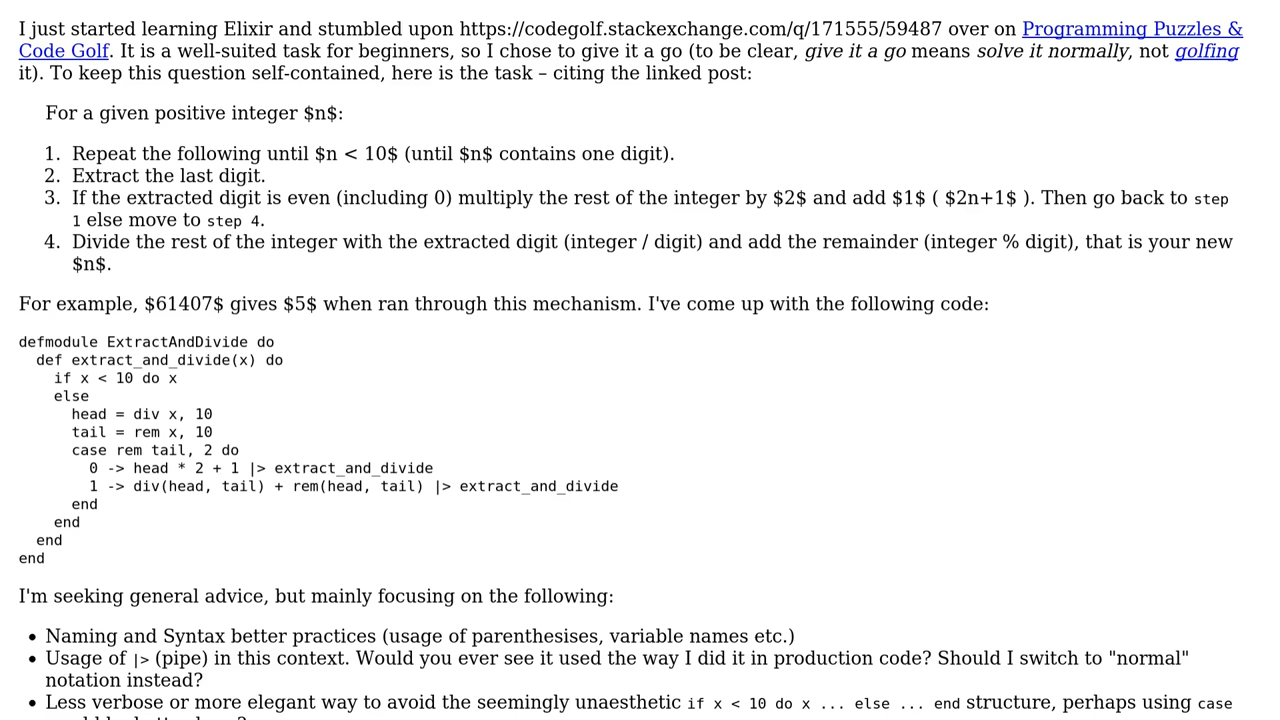 I just started learning Elixir and stumbled upon https://codegolf.stackexchange.com/q/171555/59487 over on Programming Puzzles &
Code Golf. It is a well-suited task for beginners, so I chose to give it a go (to be clear, give it a go means solve it normally, not golfing
it). To keep this question self-contained, here is the task – citing the linked post:
For a given positive integer $n$:
1. Repeat the following until $n < 10$ (until $n$ contains one digit).
2. Extract the last digit.
3. If the extracted digit is even (including 0) multiply the rest of the integer by $2$ and add $1$ ( $2n+1$ ). Then go back to step
1 else move to step 4.
4. Divide the rest of the integer with the extracted digit (integer / digit) and add the remainder (integer % digit), that is your new
$n$.
For example, $61407$ gives $5$ when ran through this mechanism. I've come up with the following code:
defmodule ExtractAndDivide do
  def extract_and_divide(x) do
    if x < 10 do x
    else
      head = div x, 10
      tail = rem x, 10
      case rem tail, 2 do
        0 -> head * 2 + 1 |> extract_and_divide
        1 -> div(head, tail) + rem(head, tail) |> extract_and_divide
      end
    end
  end
end
I'm seeking general advice, but mainly focusing on the following:
• Naming and Syntax better practices (usage of parenthesises, variable names etc.)
• Usage of |> (pipe) in this context. Would you ever see it used the way I did it in production code? Should I switch to "normal"
notation instead?
• Less verbose or more elegant way to avoid the seemingly unaesthetic if x < 10 do x ... else ... end structure, perhaps using case